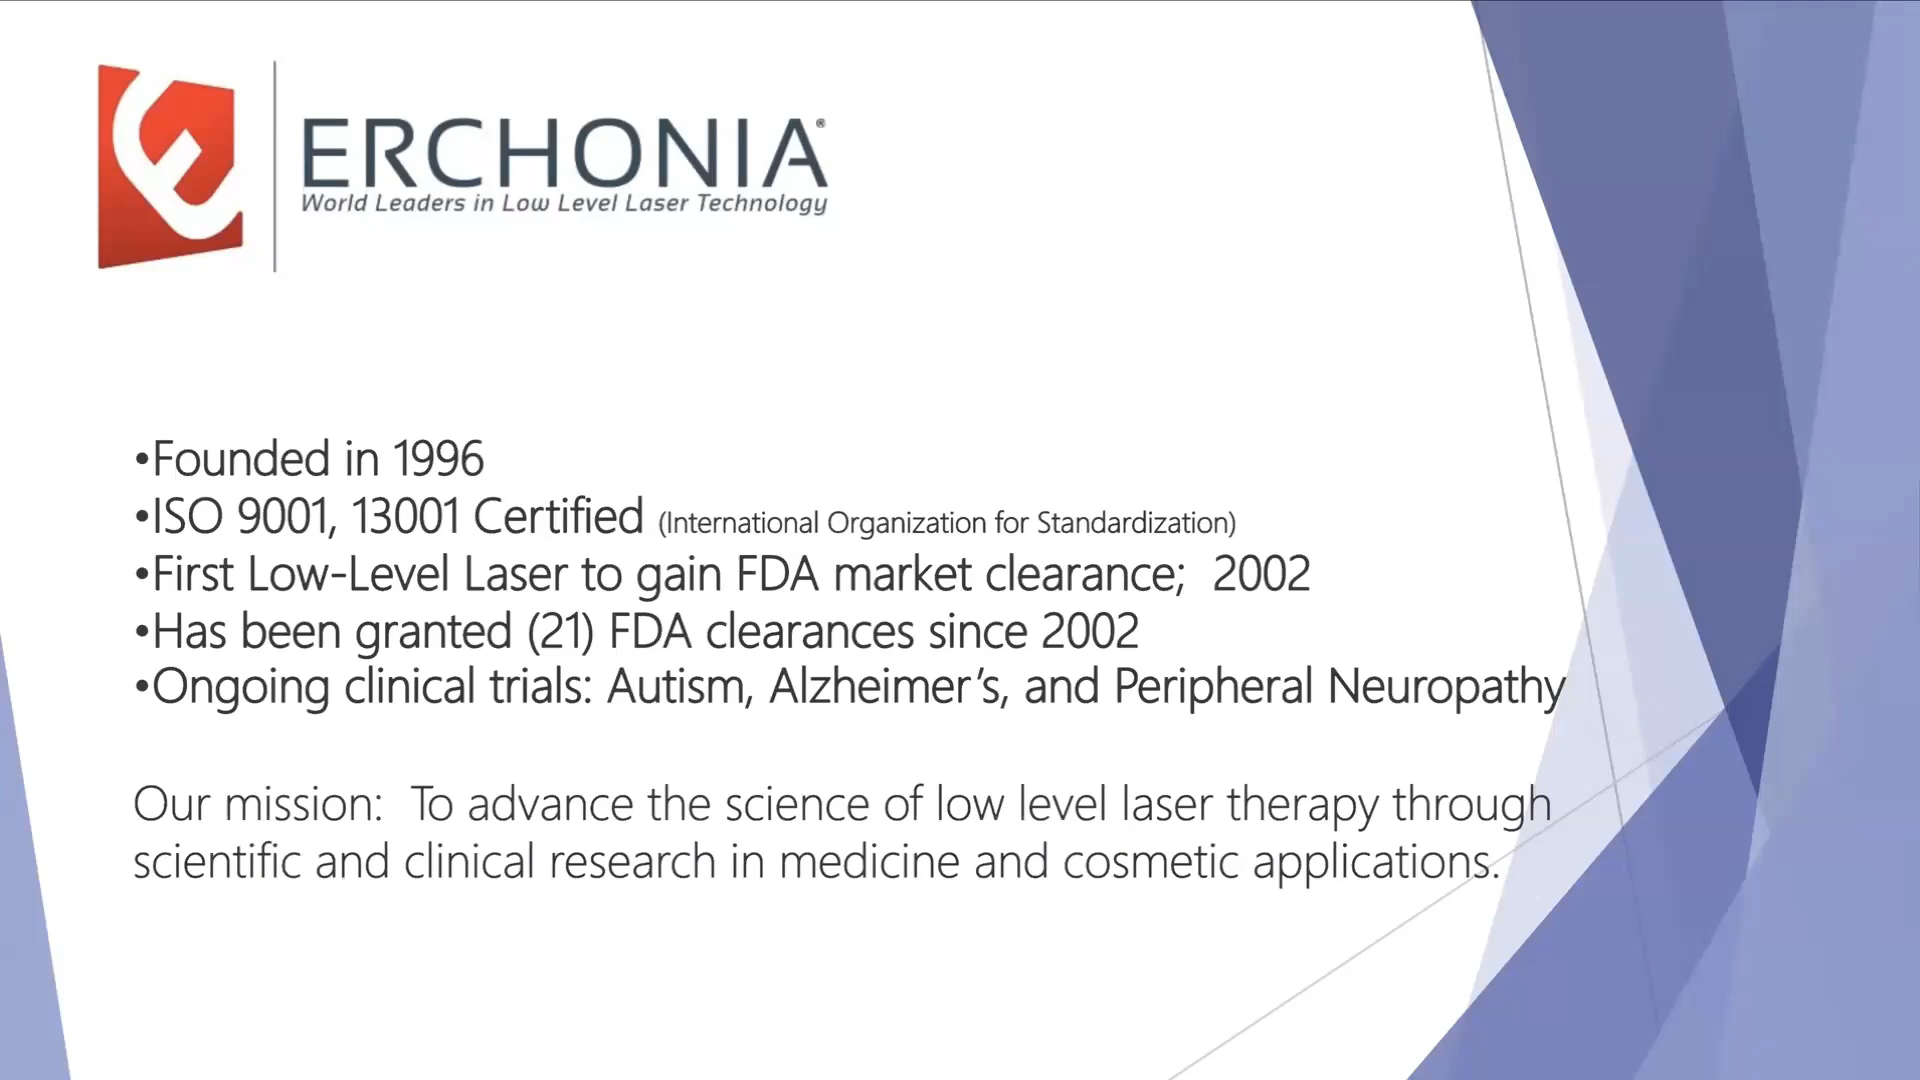 ERCHONIA®
World Leaders in Low Level Laser Technology
•Founded in 1996
•ISO 9001, 13001 Certified (International Organization for Standardization)
•First Low-Level Laser to gain FDA market clearance;  2002
•Has been granted (21) FDA clearances since 2002
•Ongoing clinical trials: Autism, Alzheimer’s, and Peripheral Neuropathy
Our mission:  To advance the science of low level laser therapy through
scientific and clinical research in medicine and cosmetic applications.